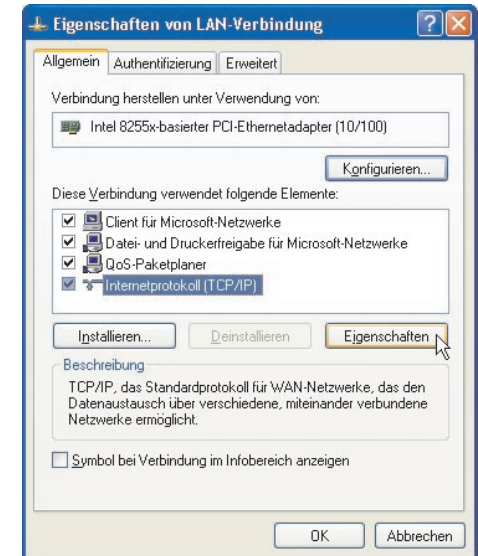 Eigenschaften von LAN-Verbindung
Allgemein Authentifizierung Erweitert
Verbindung herstellen unter Verwendung von:
Intel 8255x-basierter PCI-Ethernetadapter (10/100)
Konfigurieren...
Diese Verbindung verwendet folgende Elemente:
Client für Microsoft-Netzwerke
Datei- und Druckerfreigabe für Microsoft-Netzwerke
QoS-Paketplaner
Internetprotokoll (TCP/IP)
Installieren... Deinstallieren Eigenschaften
Beschreibung
TCP/IP, das Standardprotokoll für WAN-Netzwerke, das den
Datenaustausch über verschiedene, miteinander verbundene
Netzwerke ermöglicht.
Symbol bei Verbindung im Infobereich anzeigen
OK Abbrechen